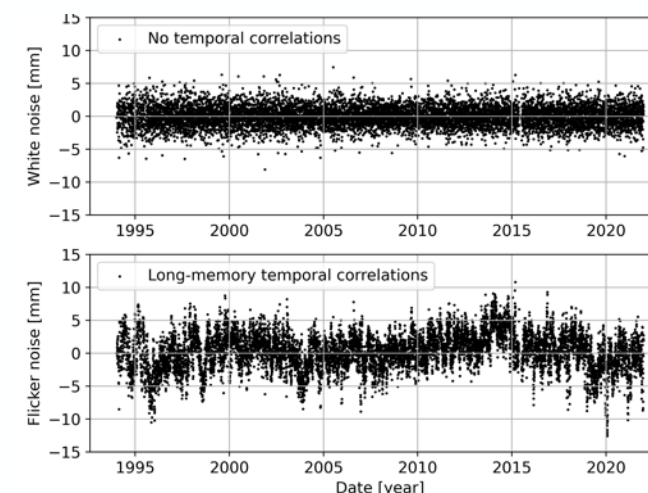 15
No temporal correlations
10
5
0
−5
−10
−15
White noise [mm]
1995 2000 2005 2010 2015 2020
15
Long-memory temporal correlations
10
5
0
−5
−10
−15
Flicker noise [mm]
1995 2000 2005 2010 2015 2020
Date [year]